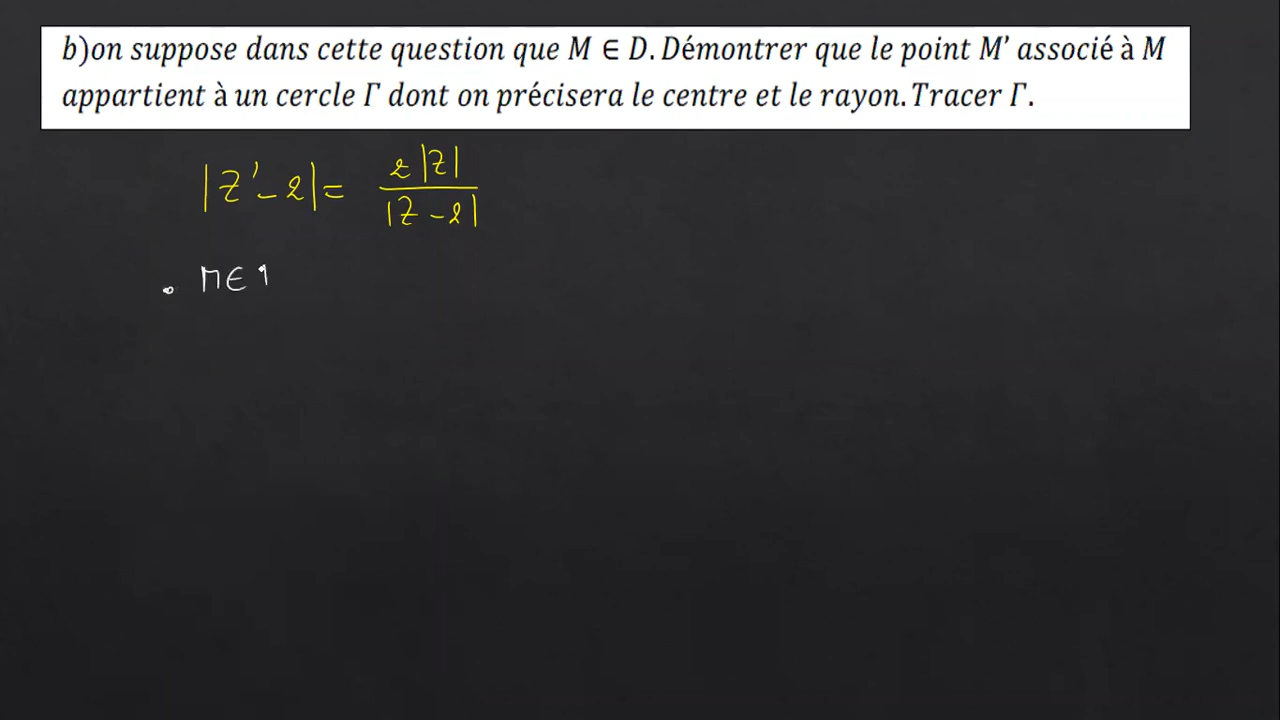 b)on suppose dans cette question que M ∈ D. Démontrer que le point M' associé à M
appartient à un cercle Γ dont on précisera le centre et le rayon. Tracer Γ.
|Z' - 2| = 2|Z| / |Z - 2|
. M ∈